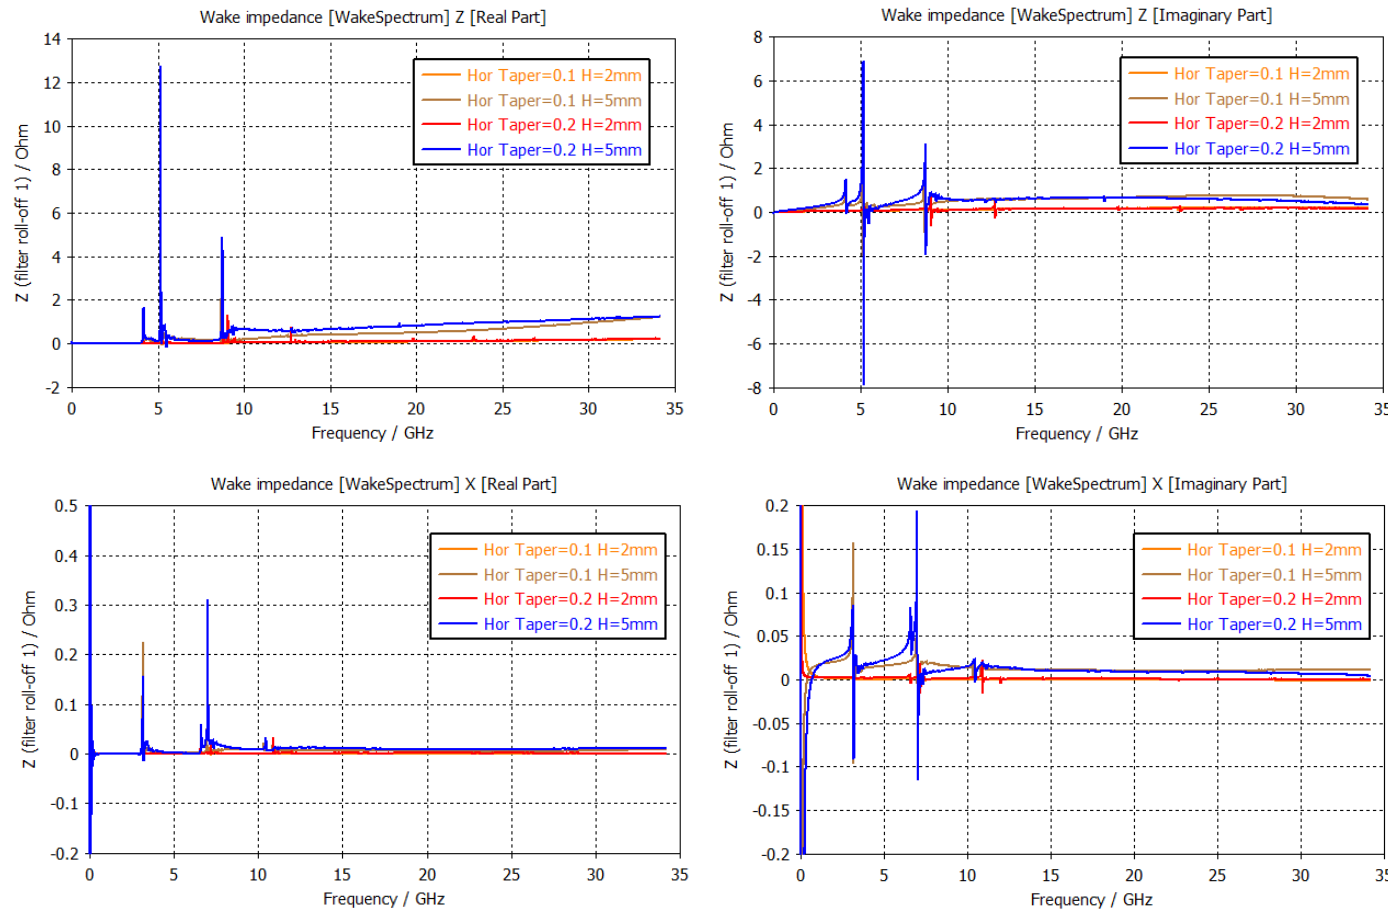 Wake impedance [WakeSpectrum] Z [Real Part]
Z (filter roll-off 1) / Ohm
14
12
10
8
6
4
2
0
-2
Hor Taper=0.1 H=2mm
Hor Taper=0.1 H=5mm
Hor Taper=0.2 H=2mm
Hor Taper=0.2 H=5mm
0 5 10 15 20 25 30 35
Frequency / GHz
Wake impedance [WakeSpectrum] Z [Imaginary Part]
Z (filter roll-off 1) / Ohm
8
6
4
2
0
-2
-4
-6
-8
Hor Taper=0.1 H=2mm
Hor Taper=0.1 H=5mm
Hor Taper=0.2 H=2mm
Hor Taper=0.2 H=5mm
0 5 10 15 20 25 30 35
Frequency / GHz
Wake impedance [WakeSpectrum] X [Real Part]
Z (filter roll-off 1) / Ohm
0.5
0.4
0.3
0.2
0.1
0
-0.1
-0.2
Hor Taper=0.1 H=2mm
Hor Taper=0.1 H=5mm
Hor Taper=0.2 H=2mm
Hor Taper=0.2 H=5mm
0 5 10 15 20 25 30 35
Frequency / GHz
Wake impedance [WakeSpectrum] X [Imaginary Part]
Z (filter roll-off 1) / Ohm
0.2
0.15
0.1
0.05
0
-0.05
-0.1
-0.15
-0.2
Hor Taper=0.1 H=2mm
Hor Taper=0.1 H=5mm
Hor Taper=0.2 H=2mm
Hor Taper=0.2 H=5mm
0 5 10 15 20 25 30 35
Frequency / GHz